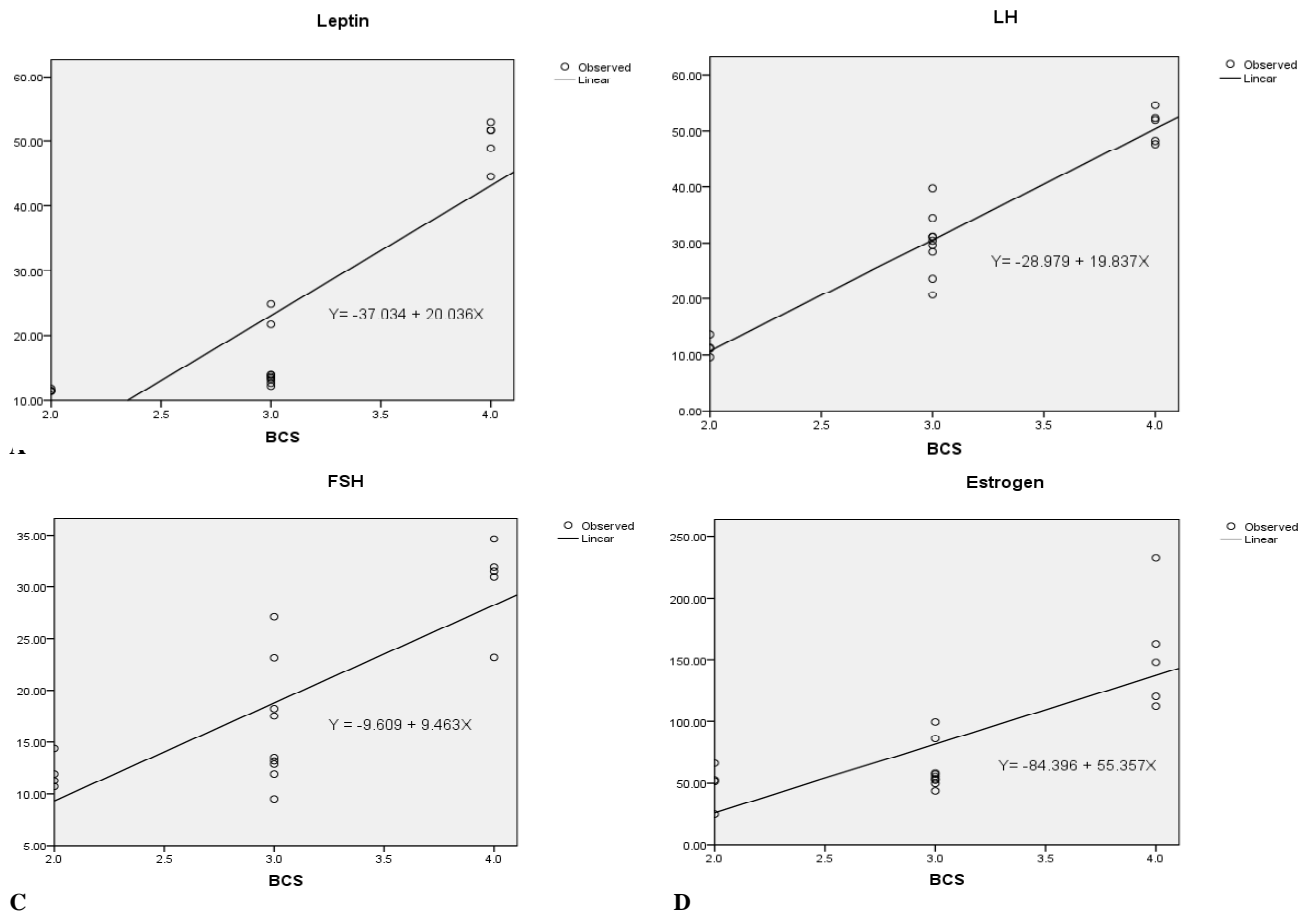 Leptin
60.00
50.00
40.00
30.00
20.00
10.00
2.0 2.5 3.0 3.5 4.0
BCS
Observed
Linear
Y= -37.034 + 20.036X
LH
60.00
50.00
40.00
30.00
20.00
10.00
0.00
2.0 2.5 3.0 3.5 4.0
BCS
Observed
Linear
Y= -28.979 + 19.837X
A
FSH
35.00
30.00
25.00
20.00
15.00
10.00
5.00
2.0 2.5 3.0 3.5 4.0
BCS
Observed
Linear
Y = -9.609 + 9.463X
C
Estrogen
250.00
200.00
150.00
100.00
50.00
0.00
2.0 2.5 3.0 3.5 4.0
BCS
Observed
Linear
Y= -84.396 + 55.357X
D